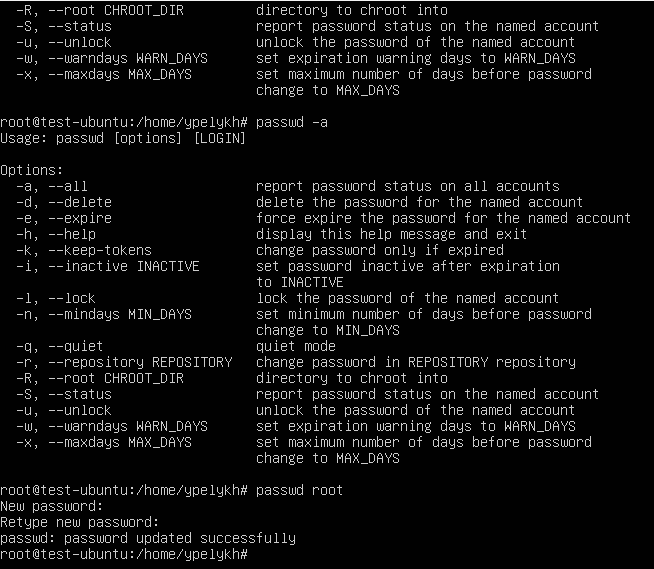 -R, --root CHROOT_DIR         directory to chroot into
  -S, --status                  report password status on the named account
  -u, --unlock                  unlock the password of the named account
  -w, --warndays WARN_DAYS      set expiration warning days to WARN_DAYS
  -x, --maxdays MAX_DAYS        set maximum number of days before password
                                change to MAX_DAYS

root@test-ubuntu:/home/ypelykh# passwd -a
Usage: passwd [options] [LOGIN]

Options:
  -a, --all                     report password status on all accounts
  -d, --delete                  delete the password for the named account
  -e, --expire                  force expire the password for the named account
  -h, --help                    display this help message and exit
  -k, --keep-tokens             change password only if expired
  -i, --inactive INACTIVE       set password inactive after expiration
                                to INACTIVE
  -l, --lock                    lock the password of the named account
  -n, --mindays MIN_DAYS        set minimum number of days before password
                                change to MIN_DAYS
  -q, --quiet                   quiet mode
  -r, --repository REPOSITORY   change password in REPOSITORY repository
  -R, --root CHROOT_DIR         directory to chroot into
  -S, --status                  report password status on the named account
  -u, --unlock                  unlock the password of the named account
  -w, --warndays WARN_DAYS      set expiration warning days to WARN_DAYS
  -x, --maxdays MAX_DAYS        set maximum number of days before password
                                change to MAX_DAYS

root@test-ubuntu:/home/ypelykh# passwd root
New password:
Retype new password:
passwd: password updated successfully
root@test-ubuntu:/home/ypelykh#